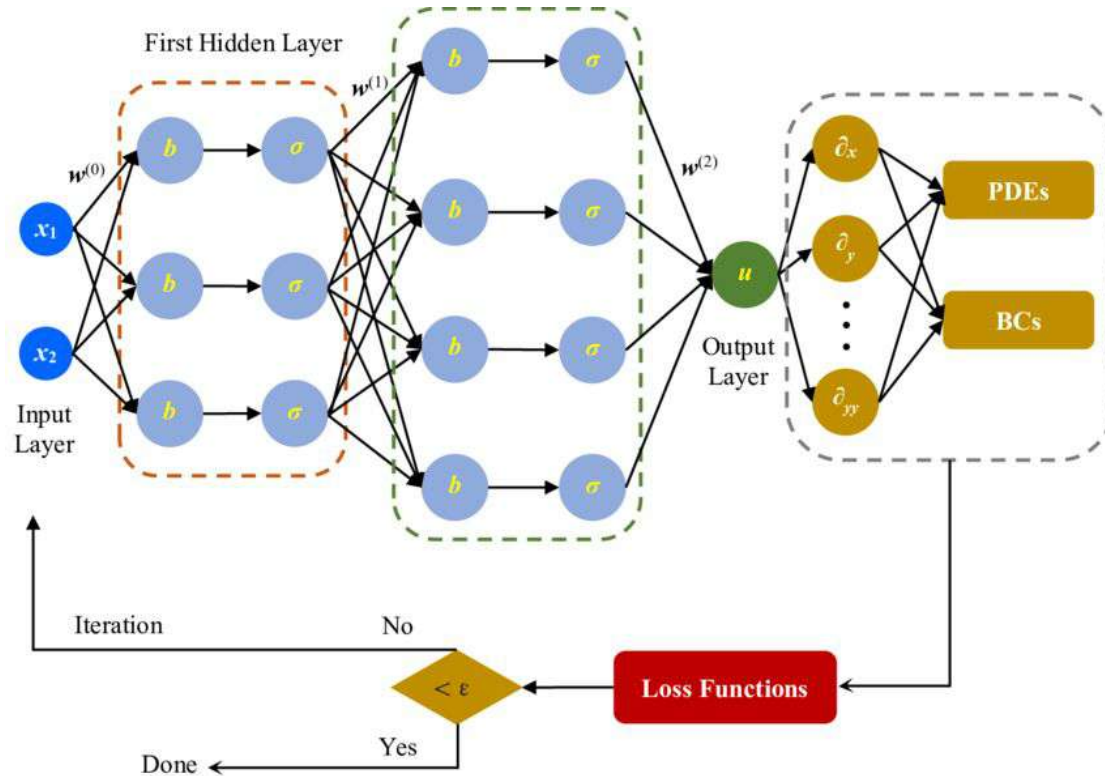 First Hidden Layer
w⁽⁰⁾
w⁽¹⁾
w⁽²⁾
x₁
x₂
Input
Layer
b
σ
b
σ
b
σ
b
σ
b
σ
b
σ
b
σ
u
Output
Layer
∂x
∂y
∂yy
PDEs
BCs
Iteration
No
< ε
Loss Functions
Yes
Done